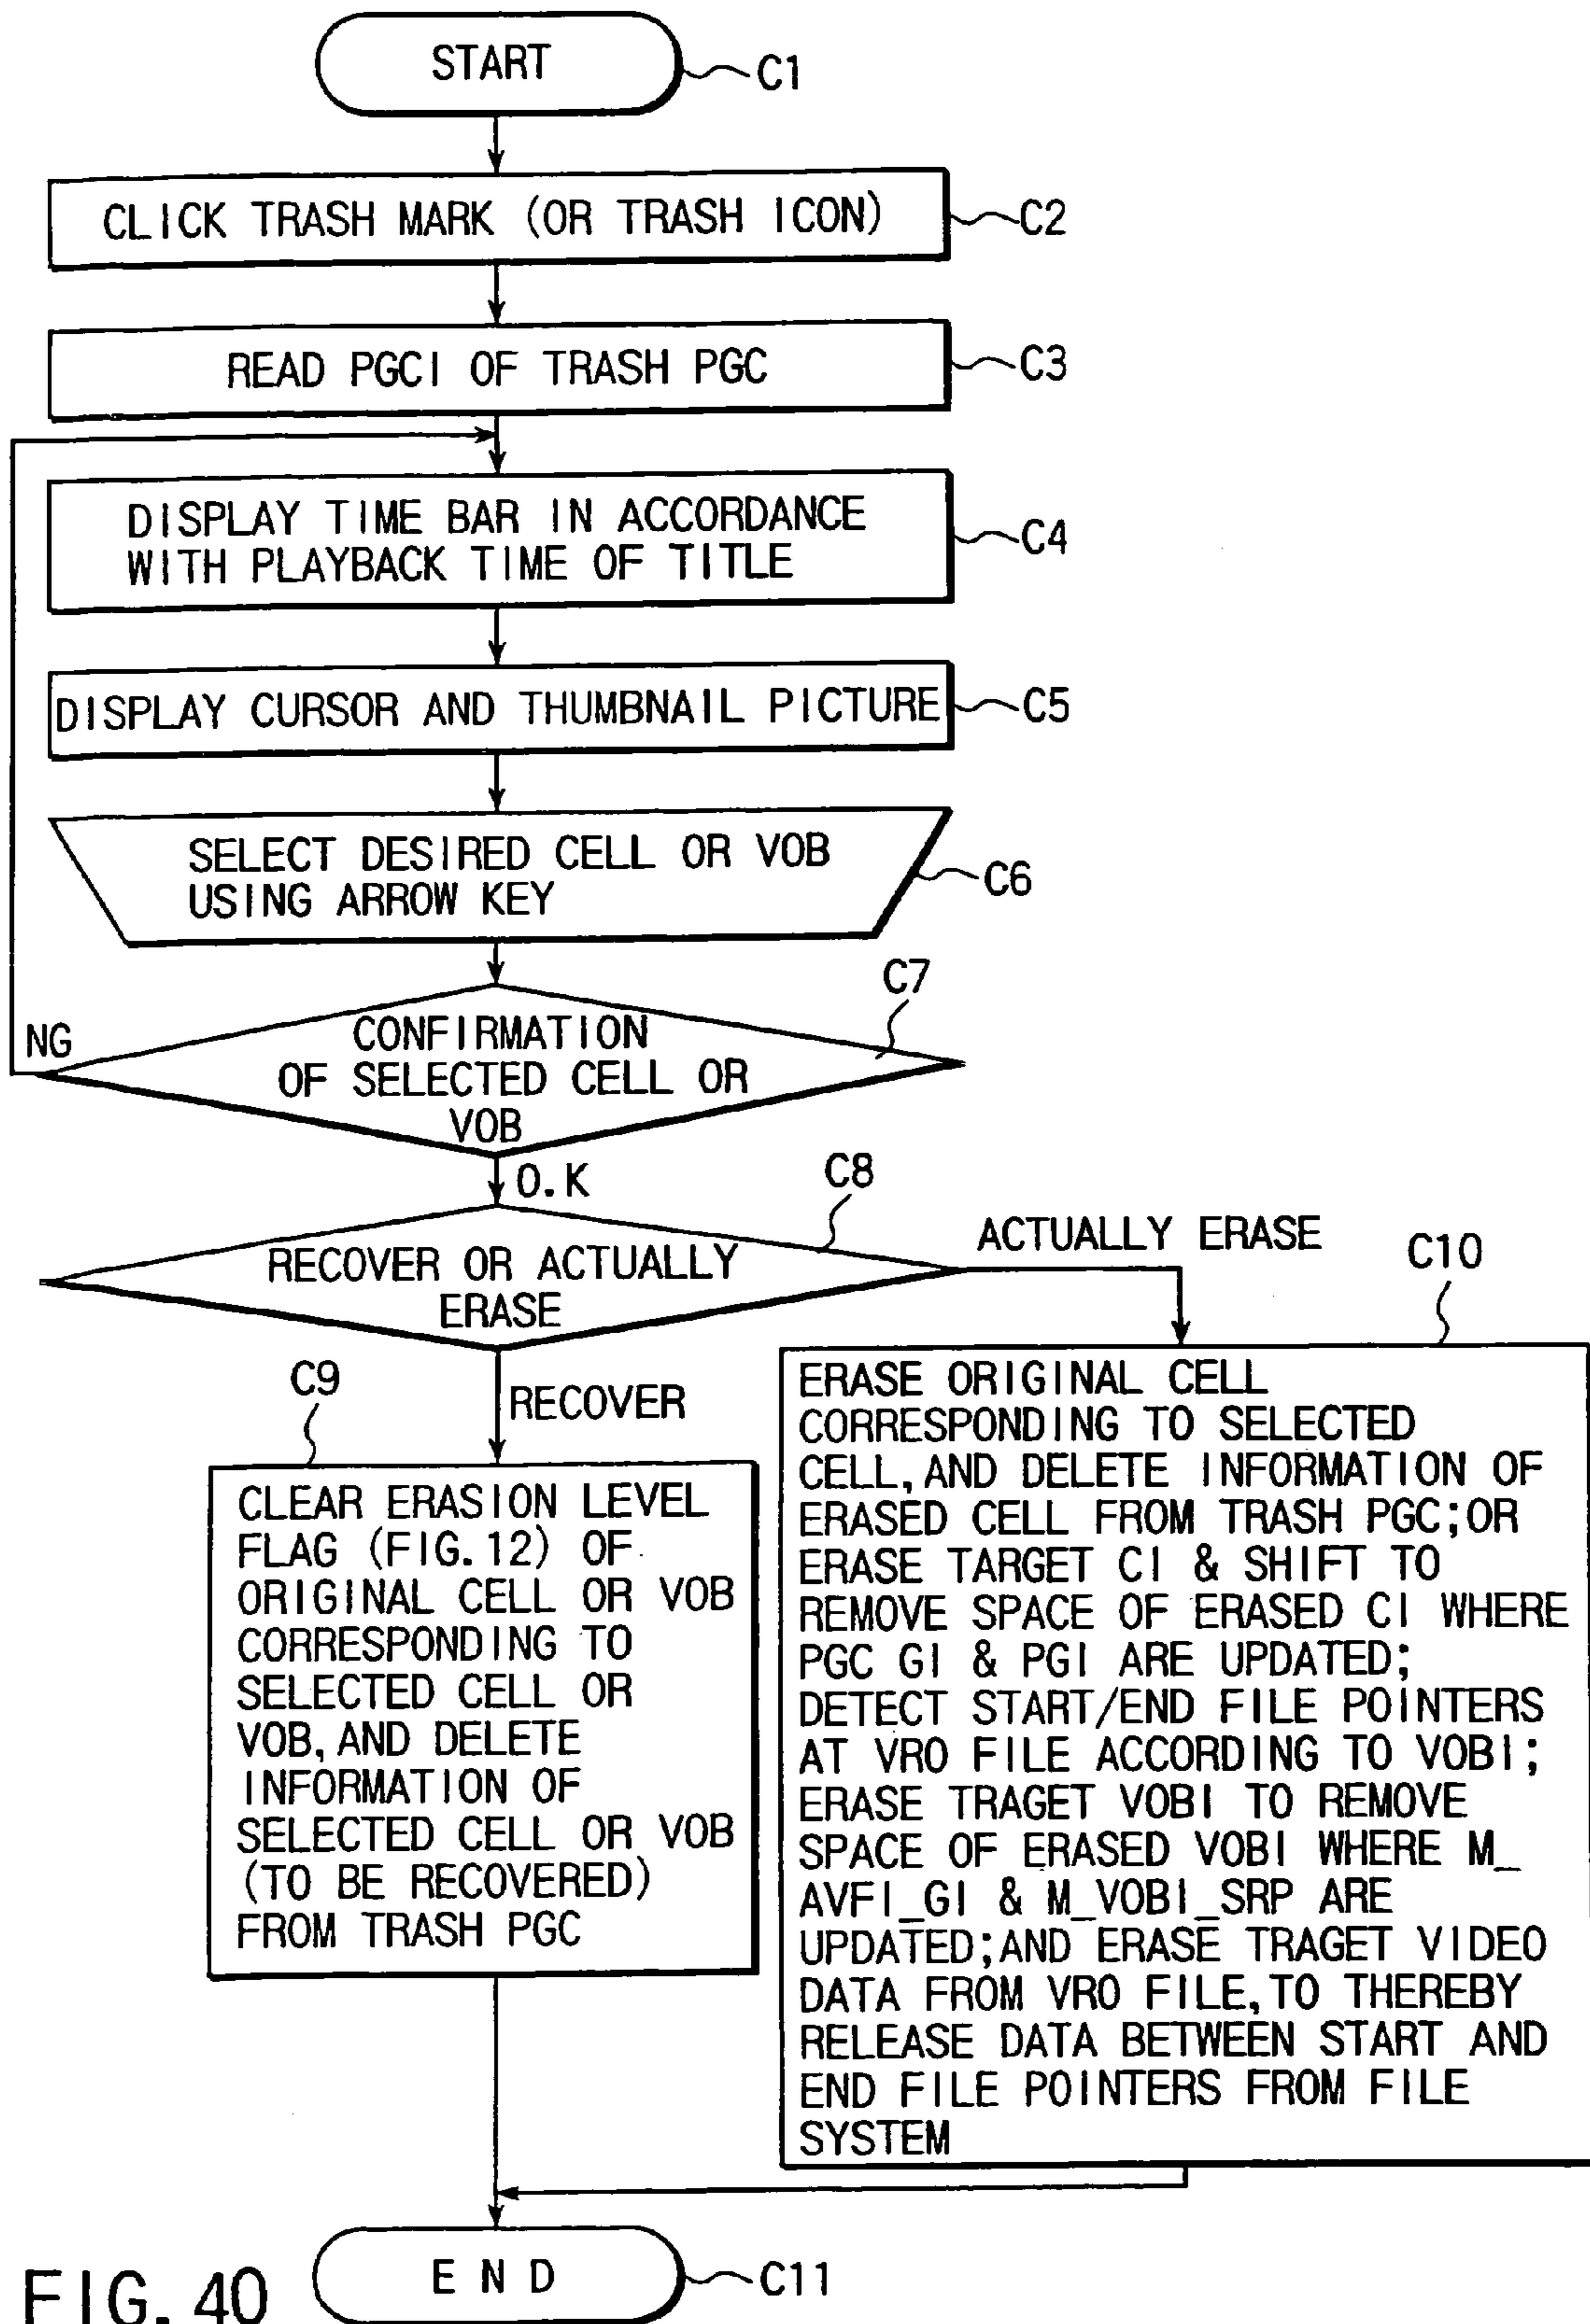 START
C1
CLICK TRASH MARK (OR TRASH ICON)
C2
READ PGCI OF TRASH PGC
C3
DISPLAY TIME BAR IN ACCORDANCE
WITH PLAYBACK TIME OF TITLE
C4
DISPLAY CURSOR AND THUMBNAIL PICTURE
C5
SELECT DESIRED CELL OR VOB
USING ARROW KEY
C6
C7
NG
CONFIRMATION
OF SELECTED CELL OR
VOB
O.K
C8
RECOVER OR ACTUALLY
ERASE
ACTUALLY ERASE
C10
C9
RECOVER
CLEAR ERASION LEVEL
FLAG (FIG.12) OF
ORIGINAL CELL OR VOB
CORRESPONDING TO
SELECTED CELL OR
VOB, AND DELETE
INFORMATION OF
SELECTED CELL OR VOB
(TO BE RECOVERED)
FROM TRASH PGC
ERASE ORIGINAL CELL
CORRESPONDING TO SELECTED
CELL, AND DELETE INFORMATION OF
ERASED CELL FROM TRASH PGC;OR
ERASE TARGET CI & SHIFT TO
REMOVE SPACE OF ERASED CI WHERE
PGC GI & PGI ARE UPDATED;
DETECT START/END FILE POINTERS
AT VRO FILE ACCORDING TO VOBI;
ERASE TRAGET VOBI TO REMOVE
SPACE OF ERASED VOBI WHERE M_
AVFI_GI & M_VOBI_SRP ARE
UPDATED;AND ERASE TRAGET VIDEO
DATA FROM VRO FILE, TO THEREBY
RELEASE DATA BETWEEN START AND
END FILE POINTERS FROM FILE
SYSTEM
END
C11
FIG. 40